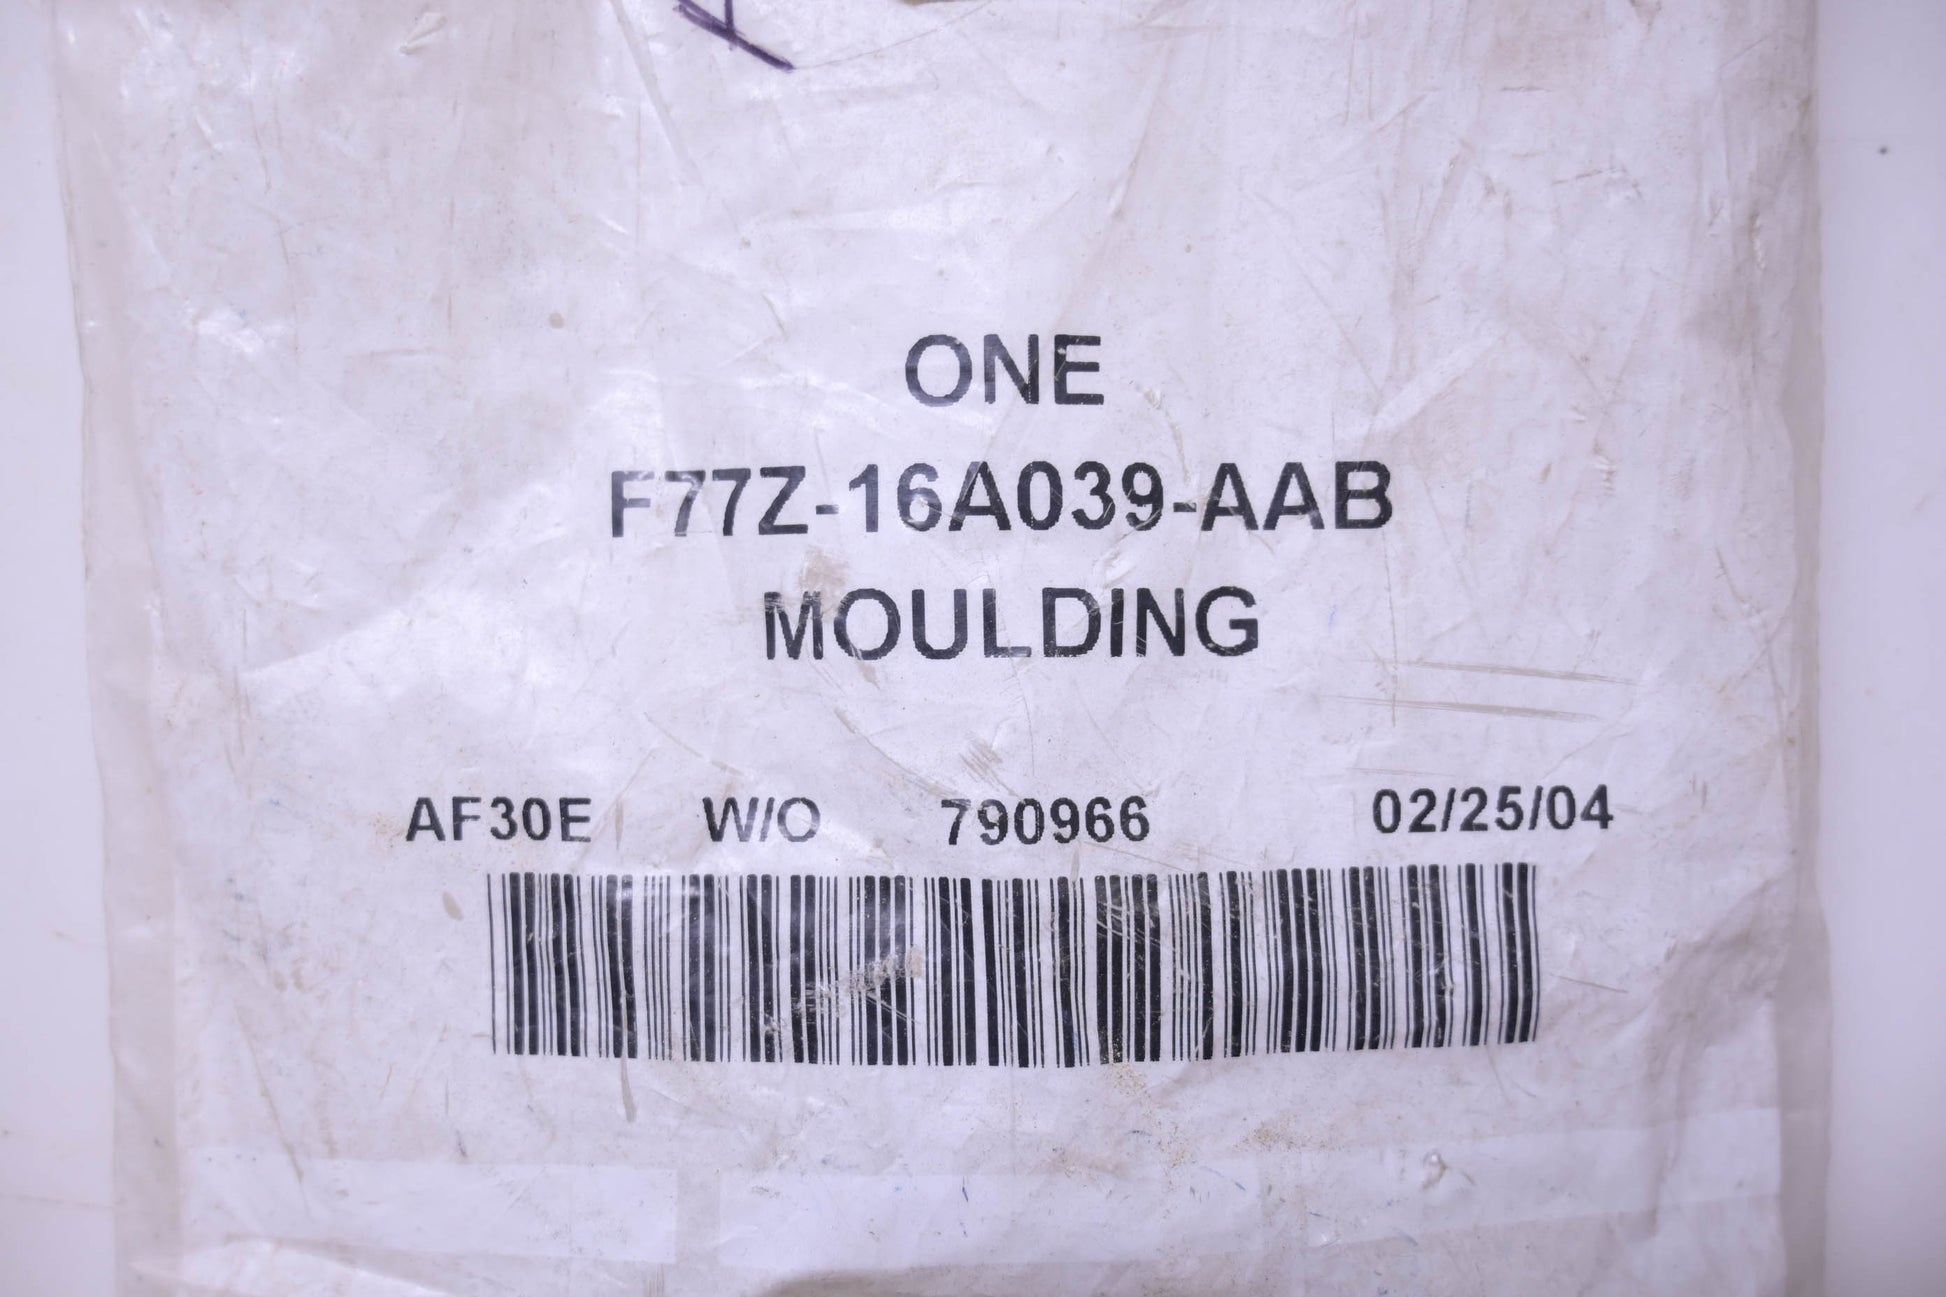 ONE
F77Z-16A039-AAB
MOULDING
AF30E W/O 790966 02/25/04